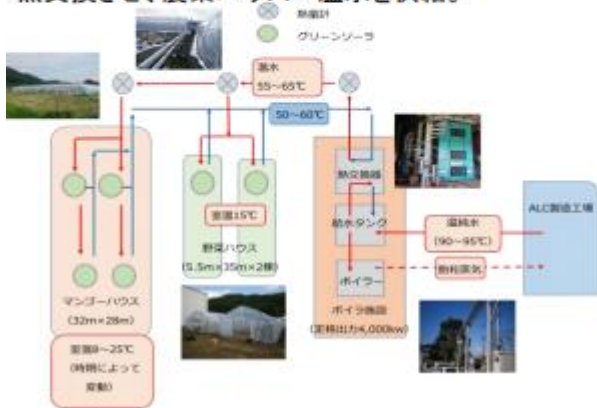 熱量計
グリーンソーラ
温水
55～65℃
50～60℃
熱交換器
給水タンク
ボイラー
温純水
(90～95℃)
飽和蒸気
ALC製造工場
室温15℃
野菜ハウス
(5.5m×35m×2棟)
マンゴーハウス
(32m×28m)
ボイラ施設
(定格出力4,000kw)
室温8～25℃
(時期によって
変動)